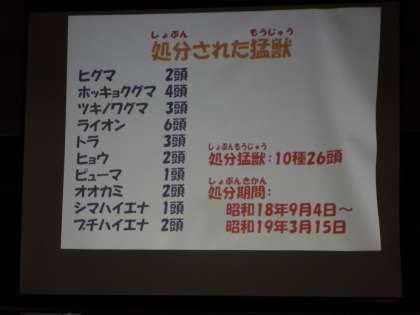 しょぶん もうじゅう
処分された猛獣
ヒグマ 2頭
ホッキョクグマ 4頭
ツキノワグマ 3頭
ライオン 6頭
トラ 3頭
ヒョウ 2頭
ピューマ 1頭
オオカミ 2頭
シマハイエナ 1頭
ブチハイエナ 2頭
しょぶんもうじゅう
処分猛獣：10種26頭
しょぶんきかん
処分期間：
昭和18年9月4日〜
昭和19年3月15日